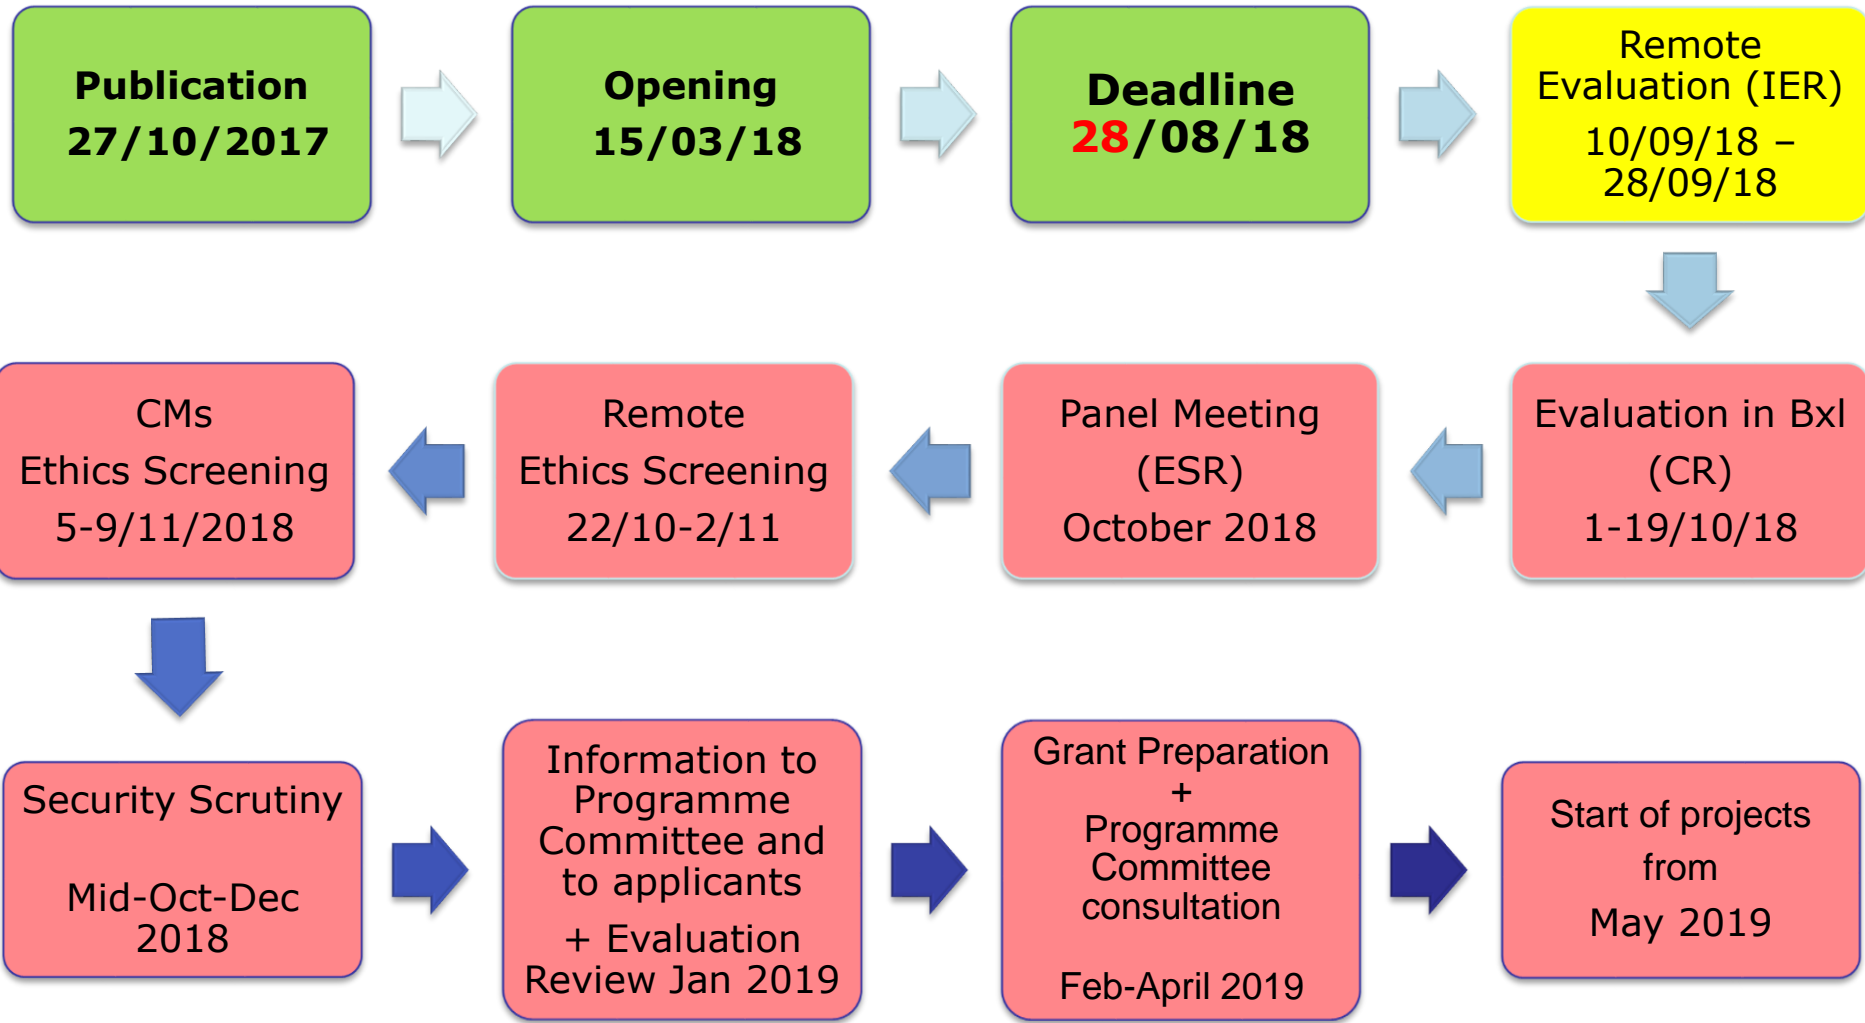 Publication
27/10/2017
Opening
15/03/18
Deadline
28/08/18
Remote
Evaluation (IER)
10/09/18 –
28/09/18
Evaluation in Bxl
(CR)
1-19/10/18
Panel Meeting
(ESR)
October 2018
Remote
Ethics Screening
22/10-2/11
CMs
Ethics Screening
5-9/11/2018
Security Scrutiny
Mid-Oct-Dec
2018
Information to
Programme
Committee and
to applicants
+ Evaluation
Review Jan 2019
Grant Preparation
+
Programme
Committee
consultation
Feb-April 2019
Start of projects
from
May 2019